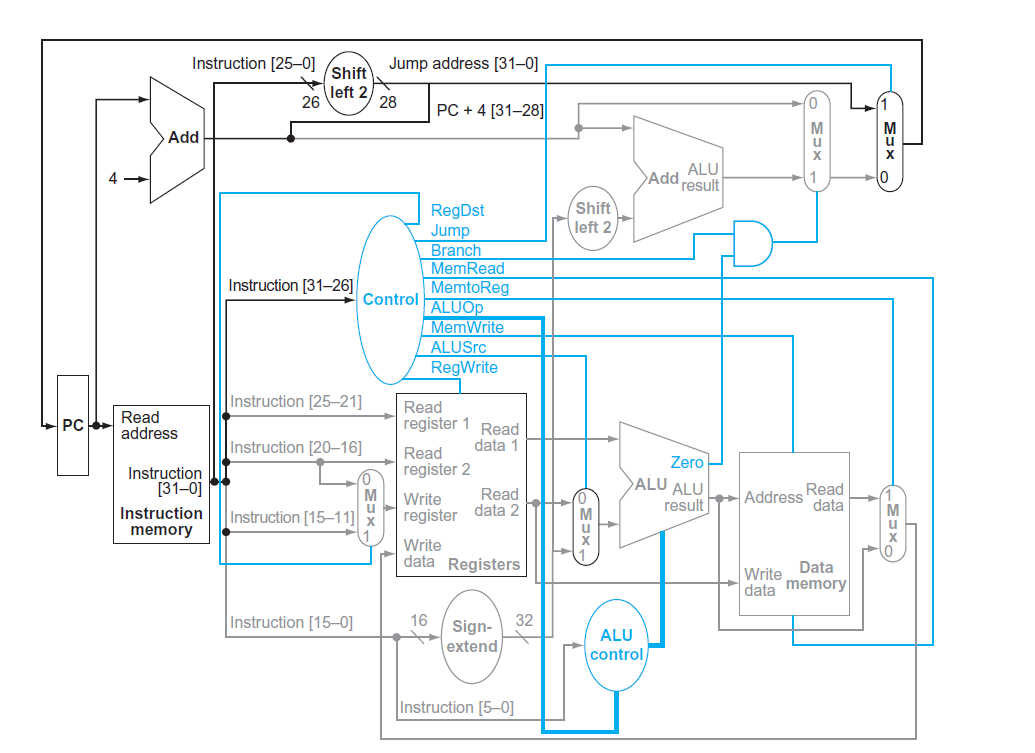 Instruction [25–0]
Shift
left 2
Jump address [31–0]
26
28
PC + 4 [31–28]
Add
4
0
M
u
x
1
1
M
u
x
0
Add
ALU
result
Shift
left 2
RegDst
Jump
Branch
MemRead
MemtoReg
ALUOp
MemWrite
ALUSrc
RegWrite
Instruction [31–26]
Control
PC
Read
address
Instruction
[31–0]
Instruction
memory
Instruction [25–21]
Instruction [20–16]
Instruction [15–11]
0
M
u
x
1
Read
register 1
Read
data 1
Read
register 2
Write
register
Read
data 2
Write
data
Registers
0
M
u
x
1
Zero
ALU
ALU
result
Address
Read
data
Write
data
Data
memory
1
M
u
x
0
Instruction [15–0]
16
Sign-
extend
32
ALU
control
Instruction [5–0]